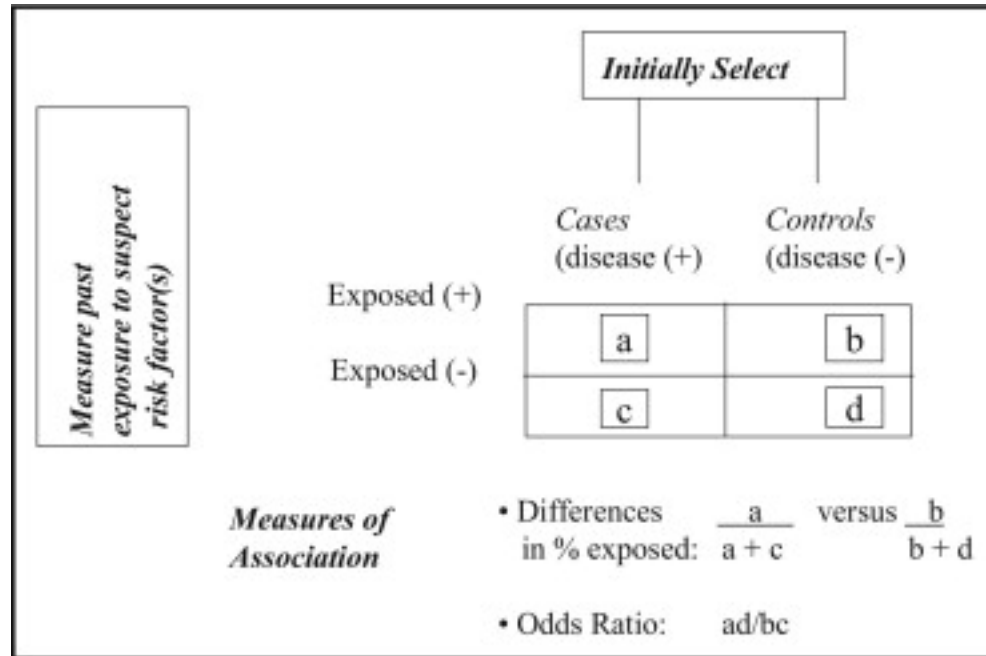 Initially Select
Measure past
exposure to suspect
risk factor(s)
Cases
(disease (+)
Controls
(disease (-)
Exposed (+)
a
b
Exposed (-)
c
d
Measures of
Association
• Differences
in % exposed:
a
a + c
versus
b
b + d
• Odds Ratio: ad/bc